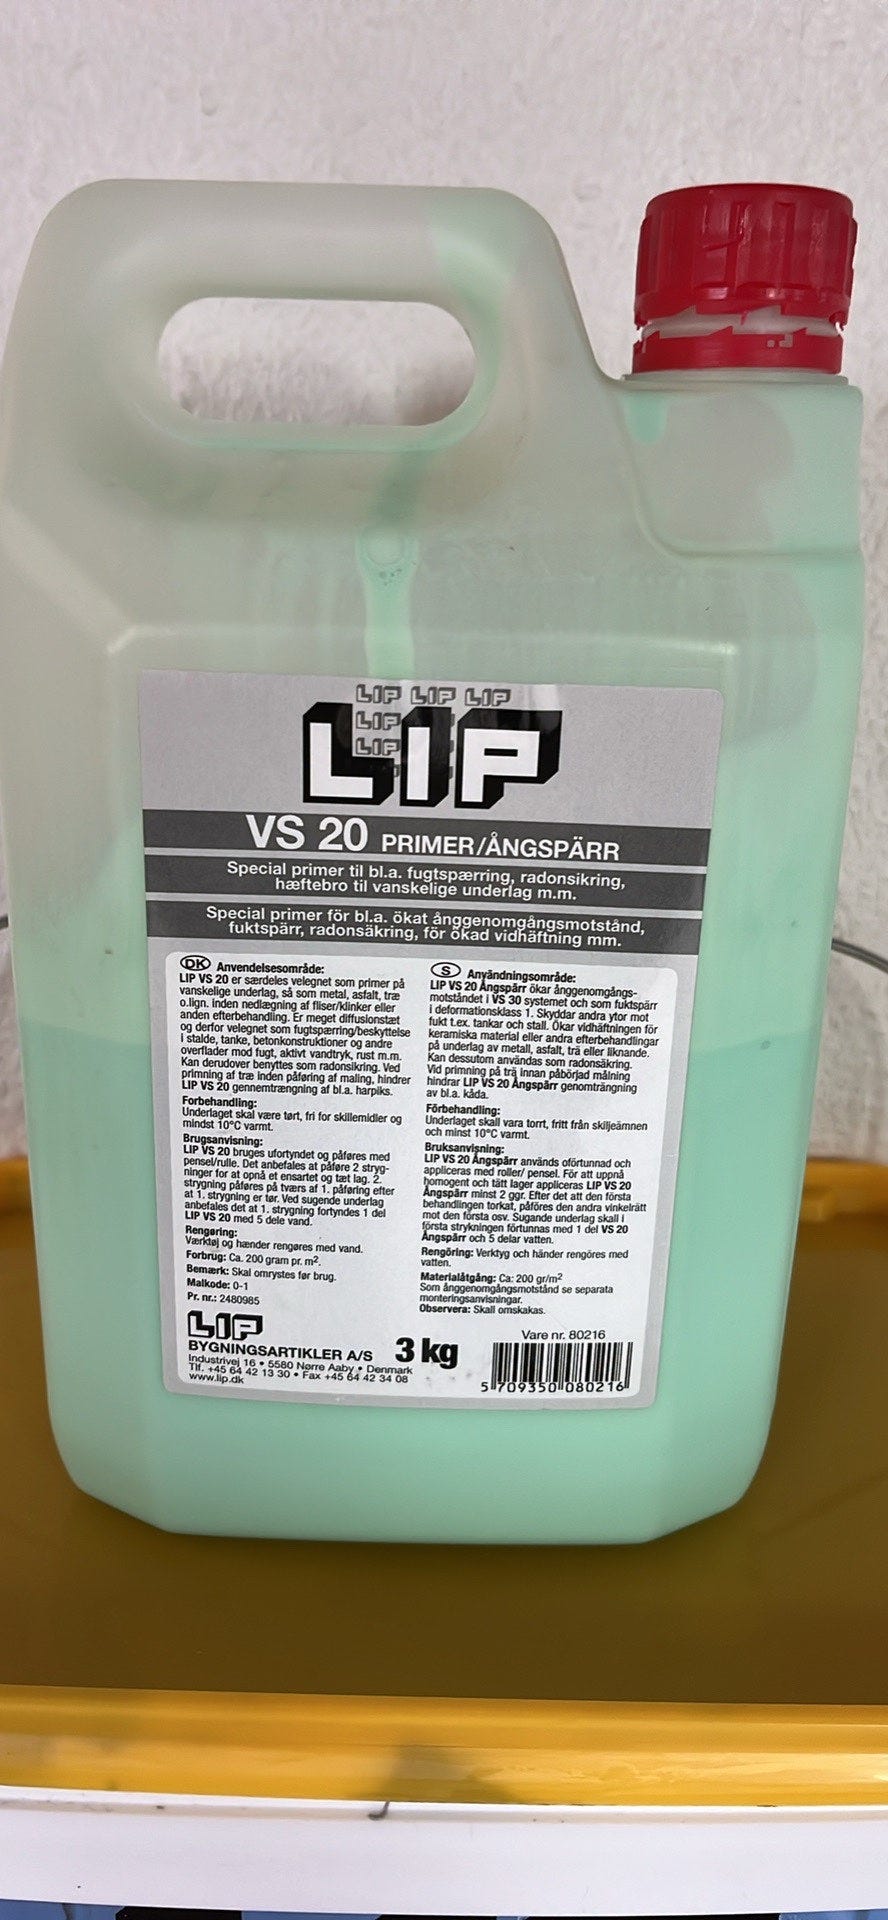 LIP LIP LIP
LIP
LIP
LIP
VS 20 PRIMER/ÅNGSPÄRR
Special primer til bl.a. fugtspærring, radonsikring,
hæftebro til vanskelige underlag m.m.
Special primer för bl.a. ökat ånggenomgångsmotstånd,
fuktspärr, radonsäkring, för ökad vidhäftning mm.
DK Anvendelsesområde:
LIP VS 20 er særdeles velegnet som primer på
vanskelige underlag, så som metal, asfalt, træ
o.lign. inden nedlægning af fliser/klinker eller
anden efterbehandling. Er meget diffusionstæt
og derfor velegnet som fugtspærring/beskyttelse
i stalde, tanke, betonkonstruktioner og andre
overflader mod fugt, aktivt vandtryk, rust m.m.
Kan derudover benyttes som radonsikring. Ved
primning af træ inden påføring af maling, hindrer
LIP VS 20 gennemtrængning af bl.a. harpiks.
Forbehandling:
Underlaget skal være tørt, fri for skillemidler og
mindst 10°C varmt.
Brugsanvisning:
LIP VS 20 bruges ufortyndet og påføres med
pensel/rulle. Det anbefales at påføre 2 stryg-
ninger for at opnå et ensartet og tæt lag. 2.
strygning påføres på tværs af 1. påføring efter
at 1. strygning er tør. Ved sugende underlag
anbefales det at 1. strygning fortyndes 1 del
LIP VS 20 med 5 dele vand.
Rengøring:
Værktøj og hænder rengøres med vand.
Forbrug: Ca. 200 gram pr. m².
Bemærk: Skal omrystes før brug.
Malkode: 0-1
Pr. nr.: 2480985
S Användningsområde:
LIP VS 20 Ångspärr ökar ånggenomgångs-
motståndet i VS 30 systemet och som fuktspärr
i deformationsklass 1. Skyddar andra ytor mot
fukt t.ex. tankar och stall. Ökar vidhäftningen för
keramiska material eller andra efterbehandlingar
på underlag av metall, asfalt, trä eller liknande.
Kan dessutom användas som radonsäkring.
Vid primning på trä innan påbörjad målning
hindrar LIP VS 20 Ångspärr genomträngning
av bl.a. kåda.
Förbehandling:
Underlaget skall vara torrt, fritt från skiljeämnen
och minst 10°C varmt.
Bruksanvisning:
LIP VS 20 Ångspärr används oförtunnad och
appliceras med roller/ pensel. För att uppnå
homogent och tätt lager appliceras LIP VS 20
Ångspärr minst 2 ggr. Efter det att den första
behandlingen torkat, påföres den andra vinkelrätt
mot den första osv. Sugande underlag skall i
första strykningen förtunnas med 1 del VS 20
Ångspärr och 5 delar vatten.
Rengöring: Verktyg och händer rengöres med
vatten.
Materialåtgång: Ca: 200 gr/m²
Som ånggenomgångsmotstånd se separata
monteringsanvisningar.
Observera: Skall omskakas.
LIP
BYGNINGSARTIKLER A/S
Industrivej 16 • 5580 Nørre Aaby • Denmark
Tlf. +45 64 42 13 30 • Fax +45 64 42 34 08
www.lip.dk
3 kg
Vare nr. 80216
5 709350 080216